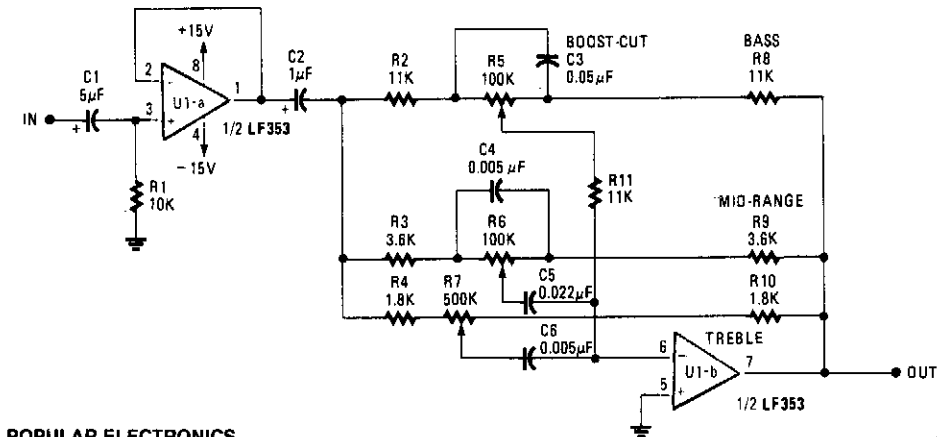 +15V
C1
5µF
IN
+
2
-
8
U1-a
1
3
+
4
1/2 LF353
-15V
R1
10K
C2
1µF
+
R2
11K
R5
100K
BOOST-CUT
C3
0.05µF
BASS
R8
11K
C4
0.005µF
R11
11K
R3
3.6K
R6
100K
MID-RANGE
R9
3.6K
R4
1.8K
R7
500K
C5
0.022µF
R10
1.8K
C6
0.005µF
TREBLE
6
-
U1-b
7
5
+
OUT
1/2 LF353
POPULAR ELECTRONICS